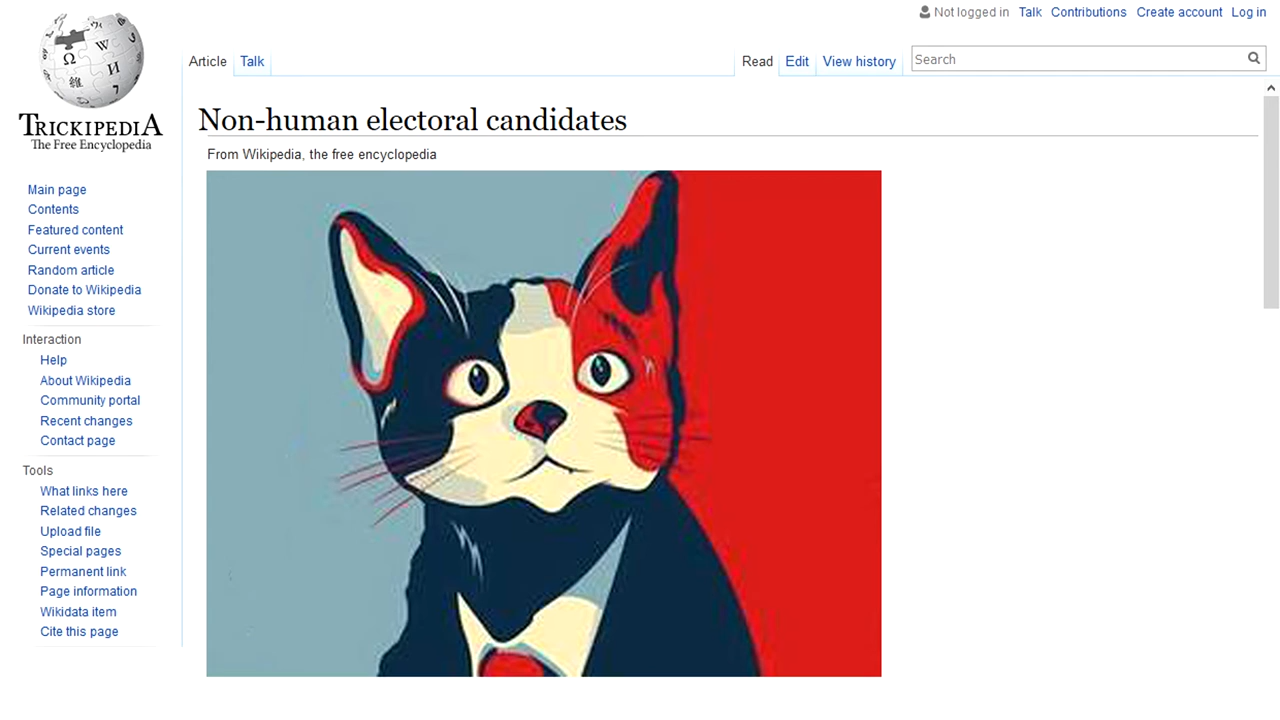 Not logged in Talk Contributions Create account Log in
Article Talk Read Edit View history Search
TRICKIPEDIA
The Free Encyclopedia
Non-human electoral candidates
From Wikipedia, the free encyclopedia
Main page
Contents
Featured content
Current events
Random article
Donate to Wikipedia
Wikipedia store
Interaction
Help
About Wikipedia
Community portal
Recent changes
Contact page
Tools
What links here
Related changes
Upload file
Special pages
Permanent link
Page information
Wikidata item
Cite this page